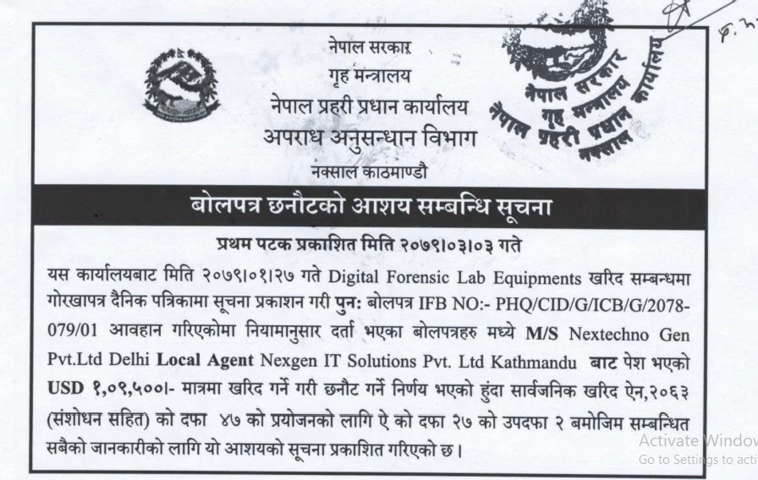 नेपाल सरकार
गृह मन्त्रालय
नेपाल प्रहरी प्रधान कार्यालय
अपराध अनुसन्धान विभाग
नक्साल काठमाण्डौ
नेपाल सरकार
गृह मन्त्रालय
नेपाल प्रहरी प्रधान कार्यालय
नक्साल
बोलपत्र छनौटको आशय सम्बन्धि सूचना
प्रथम पटक प्रकाशित मिति २०७९।०३।०३ गते
यस कार्यालयबाट मिति २०७९।०१।२७ गते Digital Forensic Lab Equipments खरिद सम्बन्धमा
गोरखापत्र दैनिक पत्रिकामा सूचना प्रकाशन गरी पुनः बोलपत्र IFB NO:- PHQ/CID/G/ICB/G/2078-
079/01 आवहान गरिएकोमा नियामानुसार दर्ता भएका बोलपत्रहरु मध्ये M/S Nextechno Gen
Pvt.Ltd Delhi Local Agent Nexgen IT Solutions Pvt. Ltd Kathmandu बाट पेश भएको
USD १,०९,५००।- मात्रमा खरिद गर्ने गरी छनौट गर्ने निर्णय भएको हुंदा सार्वजनिक खरिद ऐन,२०६३
(संशोधन सहित) को दफा ४७ को प्रयोजनको लागि ऐ को दफा २७ को उपदफा २ बमोजिम सम्बन्धित
सबैको जानकारीको लागि यो आशयको सूचना प्रकाशित गरिएको छ ।
Activate Window
Go to Settings to acti